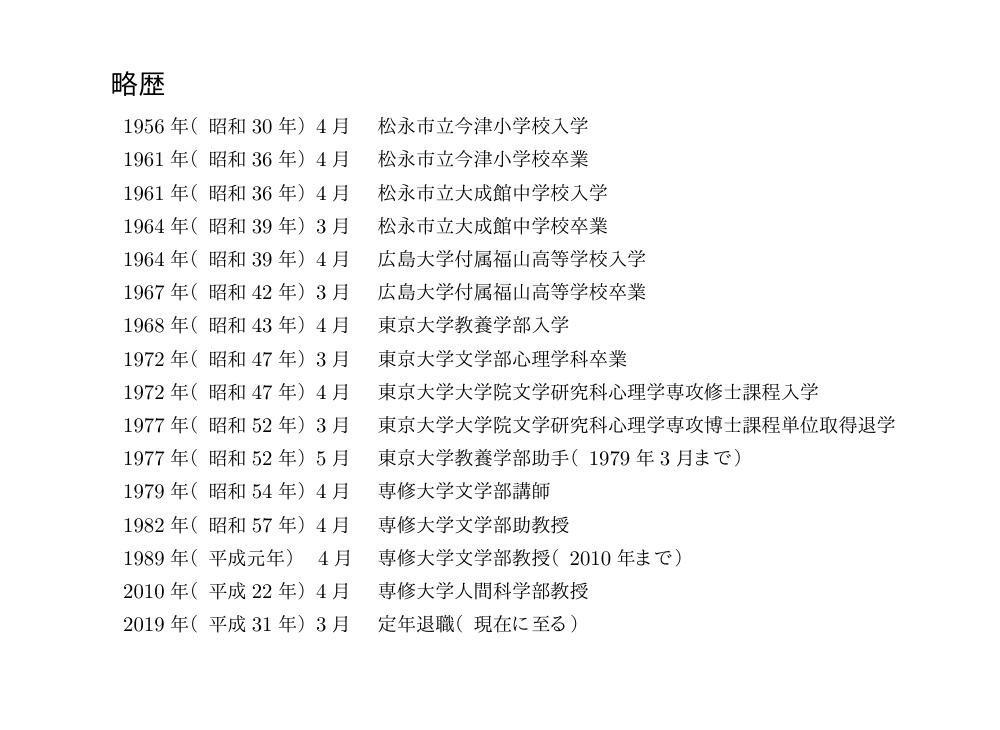 略歴
1956 年( 昭和 30 年) 4 月 松永市立今津小学校入学
1961 年( 昭和 36 年) 4 月 松永市立今津小学校卒業
1961 年( 昭和 36 年) 4 月 松永市立大成館中学校入学
1964 年( 昭和 39 年) 3 月 松永市立大成館中学校卒業
1964 年( 昭和 39 年) 4 月 広島大学付属福山高等学校入学
1967 年( 昭和 42 年) 3 月 広島大学付属福山高等学校卒業
1968 年( 昭和 43 年) 4 月 東京大学教養学部入学
1972 年( 昭和 47 年) 3 月 東京大学文学部心理学科卒業
1972 年( 昭和 47 年) 4 月 東京大学大学院文学研究科心理学専攻修士課程入学
1977 年( 昭和 52 年) 3 月 東京大学大学院文学研究科心理学専攻博士課程単位取得退学
1977 年( 昭和 52 年) 5 月 東京大学教養学部助手( 1979 年 3 月まで)
1979 年( 昭和 54 年) 4 月 専修大学文学部講師
1982 年( 昭和 57 年) 4 月 専修大学文学部助教授
1989 年( 平成元年) 4 月 専修大学文学部教授( 2010 年まで)
2010 年( 平成 22 年) 4 月 専修大学人間科学部教授
2019 年( 平成 31 年) 3 月 定年退職( 現在に至る)